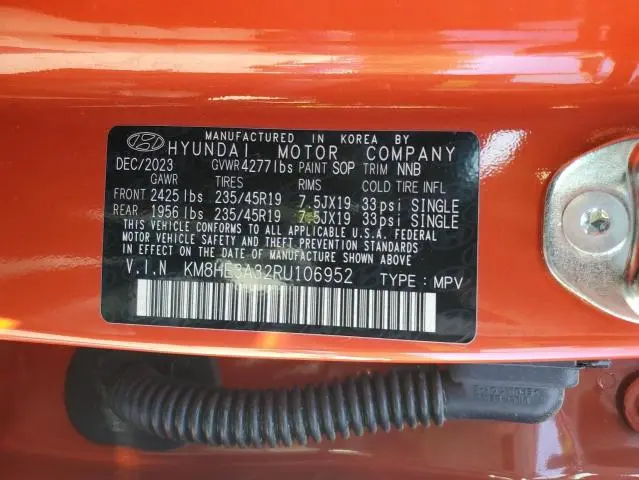 MANUFACTURED IN KOREA BY
HYUNDAI MOTOR COMPANY
DEC/2023 GVWR 4277lbs PAINT SOP TRIM NNB
GAWR TIRES RIMS COLD TIRE INFL
FRONT 2425lbs 235/45R19 7.5JX19 33psi SINGLE
REAR 1956lbs 235/45R19 7.5JX19 33psi SINGLE
THIS VEHICLE CONFORMS TO ALL APPLICABLE U.S.A. FEDERAL
MOTOR VEHICLE SAFETY AND THEFT PREVENTION STANDARDS
IN EFFECT ON THE DATE OF MANUFACTURE SHOWN ABOVE
V.I.N KM8HE3A32RU106952 TYPE : MPV